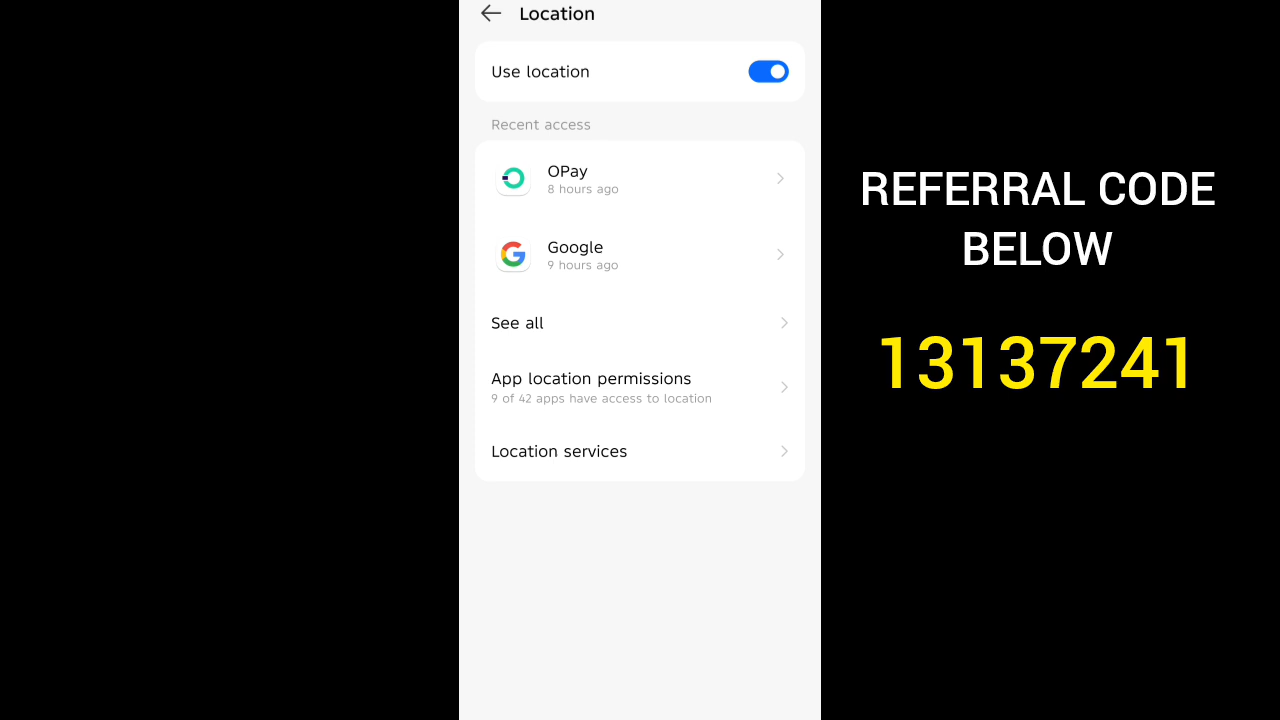 Location
Use location
Recent access
OPay
8 hours ago
Google
9 hours ago
See all
App location permissions
9 of 42 apps have access to location
Location services
REFERRAL CODE
BELOW
13137241